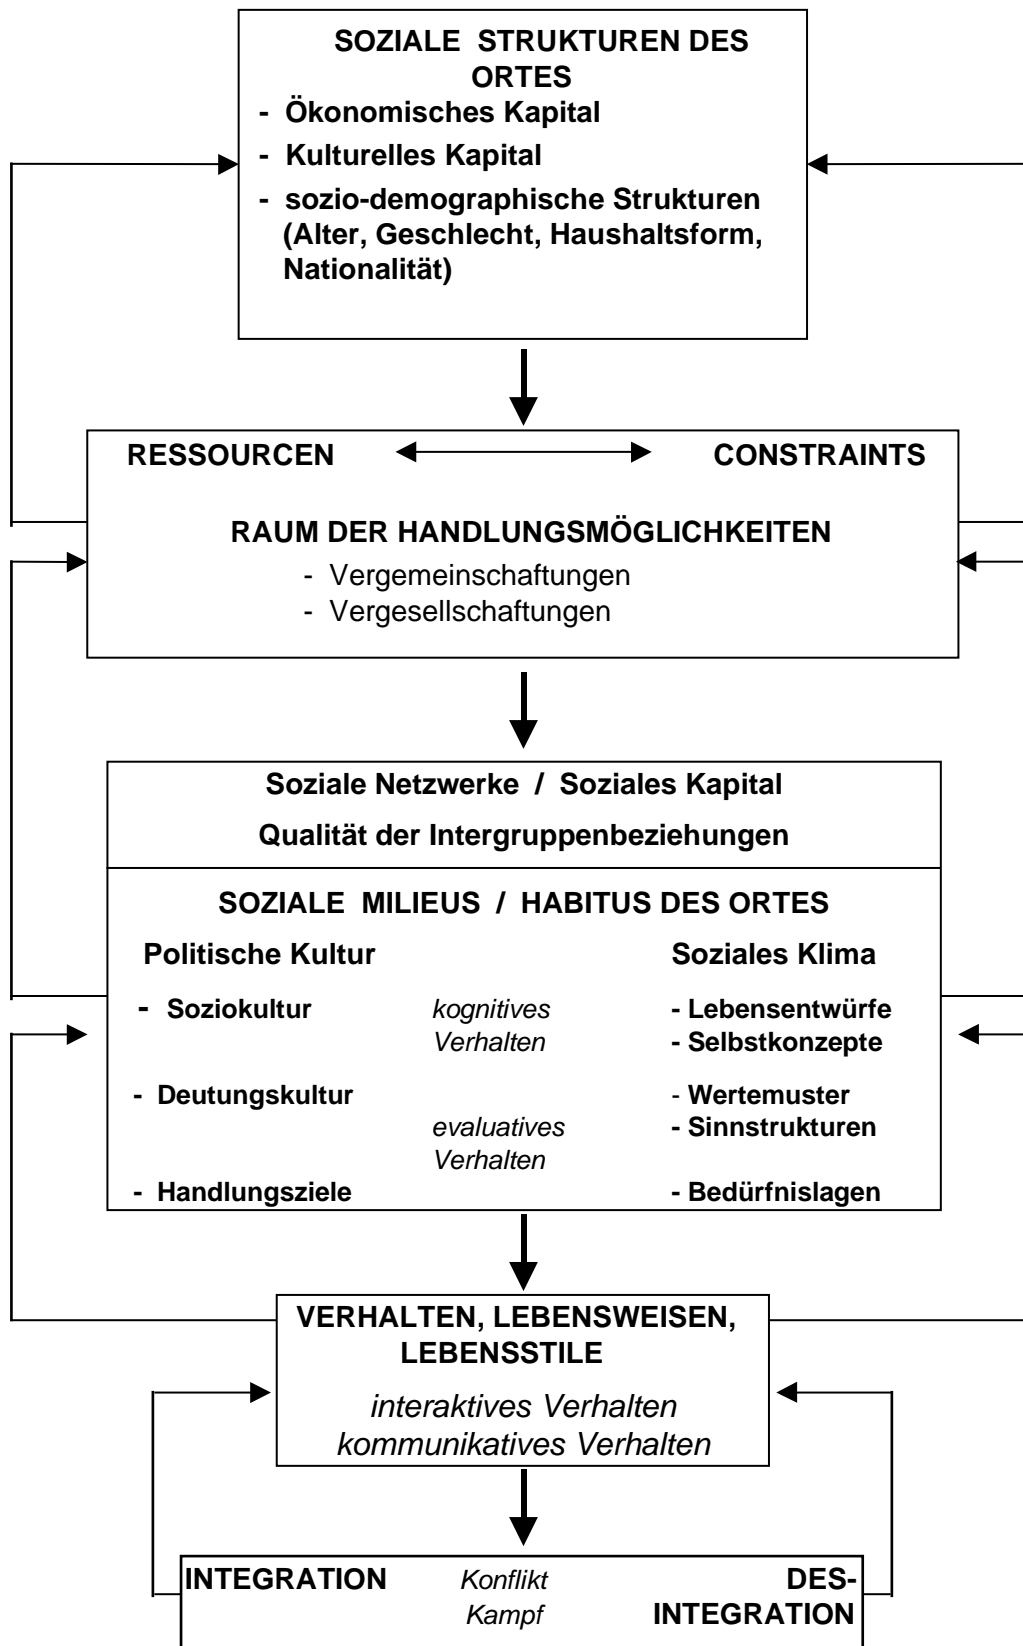 SOZIALE STRUKTUREN DES
ORTES
- Ökonomisches Kapital
- Kulturelles Kapital
- sozio-demographische Strukturen
(Alter, Geschlecht, Haushaltsform,
Nationalität)
RESSOURCEN CONSTRAINTS
RAUM DER HANDLUNGSMÖGLICHKEITEN
- Vergemeinschaftungen
- Vergesellschaftungen
Soziale Netzwerke / Soziales Kapital
Qualität der Intergruppenbeziehungen
SOZIALE MILIEUS / HABITUS DES ORTES
Politische Kultur Soziales Klima
- Soziokultur kognitives - Lebensentwürfe
Verhalten - Selbstkonzepte
- Deutungskultur - Wertemuster
evaluatives - Sinnstrukturen
Verhalten
- Handlungsziele - Bedürfnislagen
VERHALTEN, LEBENSWEISEN,
LEBENSSTILE
interaktives Verhalten
kommunikatives Verhalten
INTEGRATION Konflikt DES-
Kampf INTEGRATION